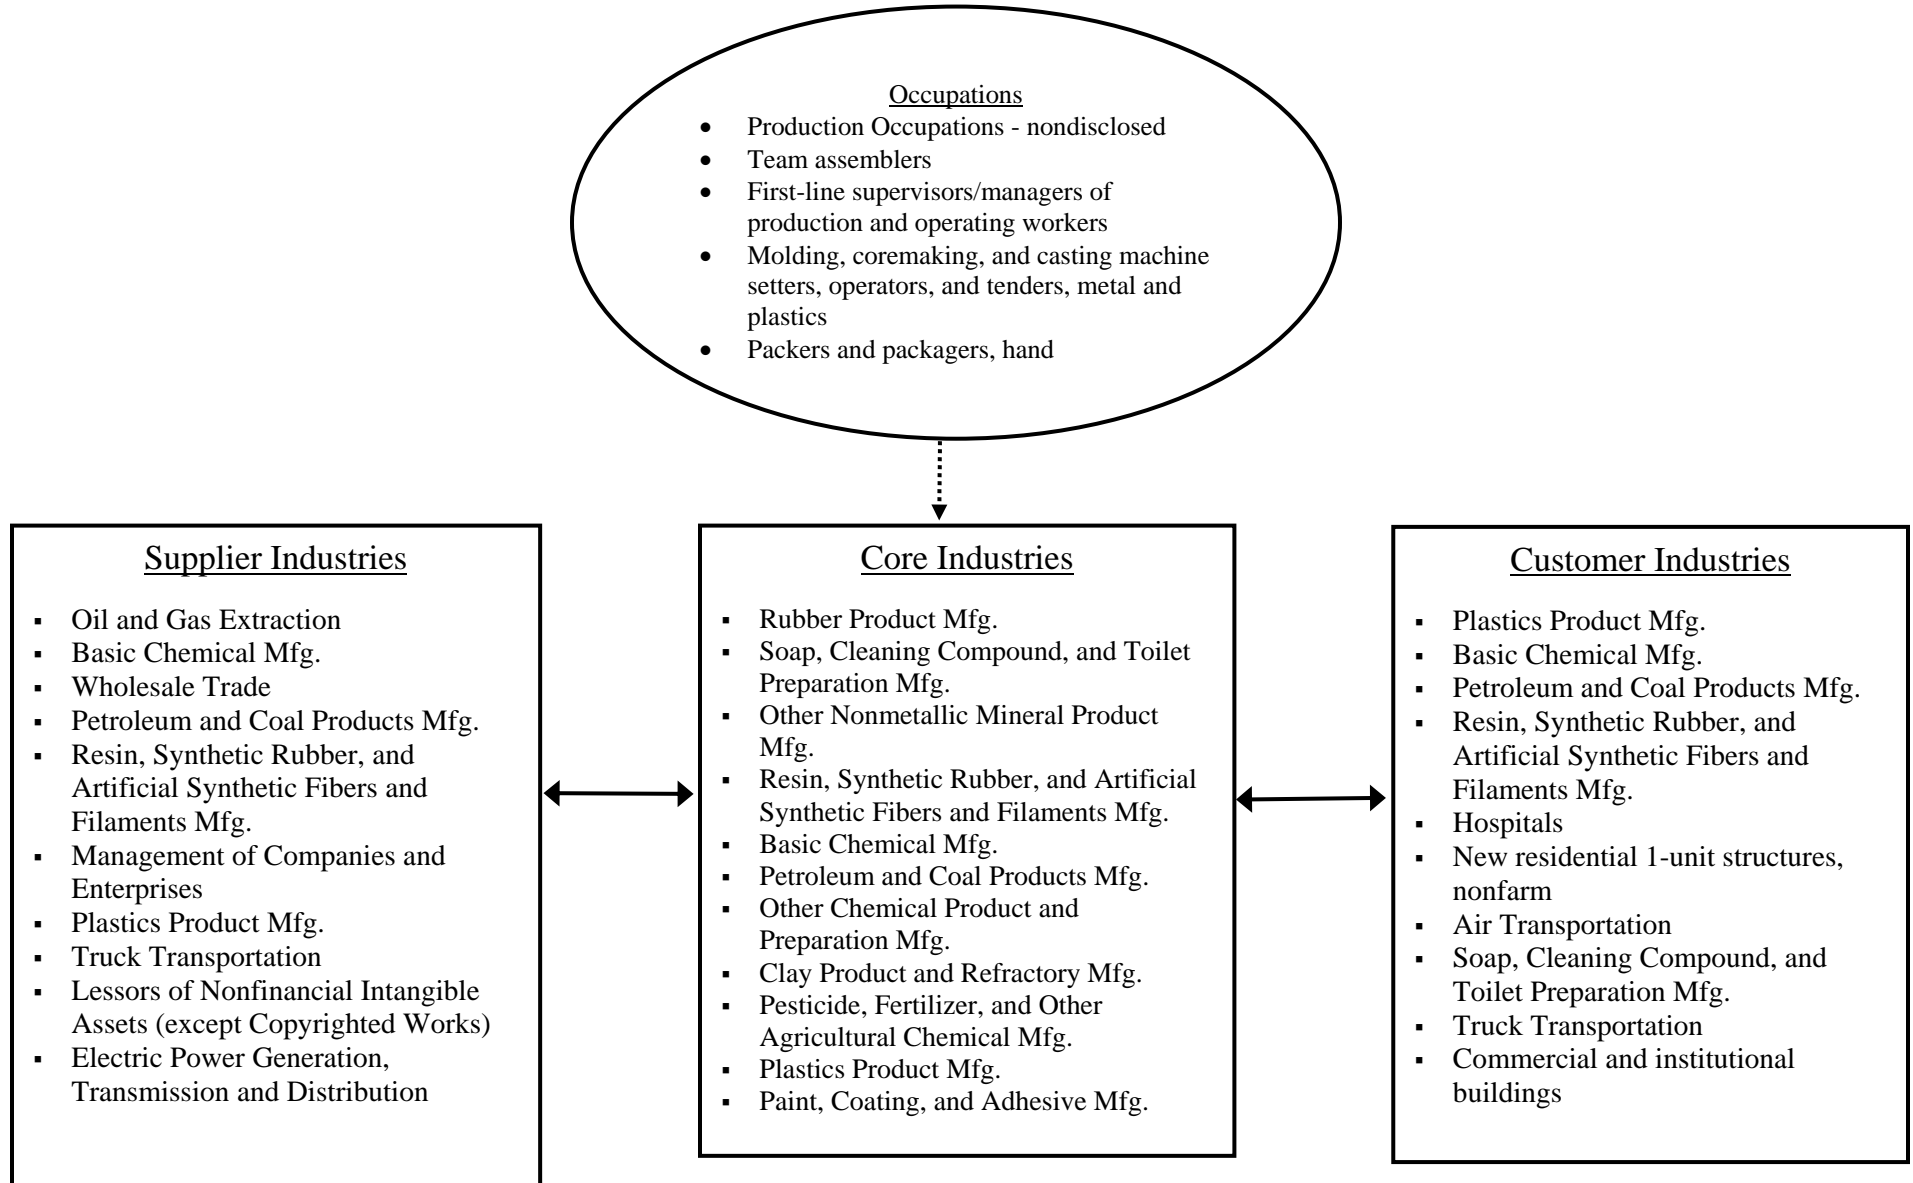 Occupations
• Production Occupations - nondisclosed
• Team assemblers
• First-line supervisors/managers of
production and operating workers
• Molding, coremaking, and casting machine
setters, operators, and tenders, metal and
plastics
• Packers and packagers, hand
Supplier Industries
▪ Oil and Gas Extraction
▪ Basic Chemical Mfg.
▪ Wholesale Trade
▪ Petroleum and Coal Products Mfg.
▪ Resin, Synthetic Rubber, and
Artificial Synthetic Fibers and
Filaments Mfg.
▪ Management of Companies and
Enterprises
▪ Plastics Product Mfg.
▪ Truck Transportation
▪ Lessors of Nonfinancial Intangible
Assets (except Copyrighted Works)
▪ Electric Power Generation,
Transmission and Distribution
Core Industries
▪ Rubber Product Mfg.
▪ Soap, Cleaning Compound, and Toilet
Preparation Mfg.
▪ Other Nonmetallic Mineral Product
Mfg.
▪ Resin, Synthetic Rubber, and Artificial
Synthetic Fibers and Filaments Mfg.
▪ Basic Chemical Mfg.
▪ Petroleum and Coal Products Mfg.
▪ Other Chemical Product and
Preparation Mfg.
▪ Clay Product and Refractory Mfg.
▪ Pesticide, Fertilizer, and Other
Agricultural Chemical Mfg.
▪ Plastics Product Mfg.
▪ Paint, Coating, and Adhesive Mfg.
Customer Industries
▪ Plastics Product Mfg.
▪ Basic Chemical Mfg.
▪ Petroleum and Coal Products Mfg.
▪ Resin, Synthetic Rubber, and
Artificial Synthetic Fibers and
Filaments Mfg.
▪ Hospitals
▪ New residential 1-unit structures,
nonfarm
▪ Air Transportation
▪ Soap, Cleaning Compound, and
Toilet Preparation Mfg.
▪ Truck Transportation
▪ Commercial and institutional
buildings